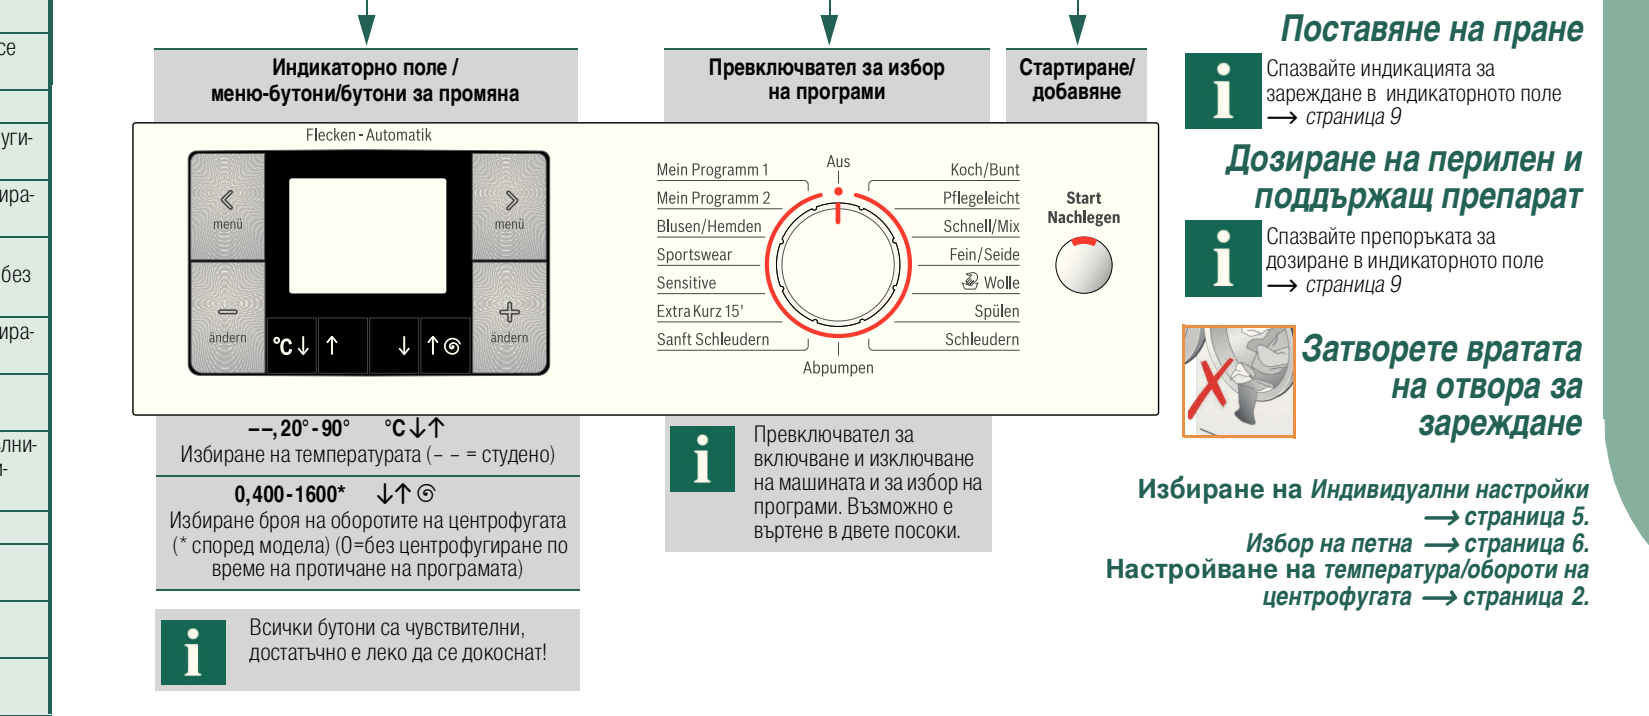 се
уги-
ира-
без
ира-
лни-
и-
Индикаторно поле /
меню-бутони/бутони за промяна
Превключвател за избор
на програми
Стартиране/
добавяне
Flecken - Automatik
menü
menü
ändern
ändern
°C ↓ ↑ ↓ ↑
Aus
Mein Programm 1
Mein Programm 2
Blusen/Hemden
Sportswear
Sensitive
Extra Kurz 15'
Sanft Schleudern
Koch/Bunt
Pflegeleicht
Schnell/Mix
Fein/Seide
Wolle
Spülen
Schleudern
Abpumpen
Start
Nachlegen
– –, 20° - 90° °C ↓ ↑
Избиране на температурата (– – = студено)
0, 400 - 1600* ↓ ↑
Избиране броя на оборотите на центрофугата
(* според модела) (0=без центрофугиране по
време на протичане на програмата)
i
Всички бутони са чувствителни,
достатъчно е леко да се докоснат!
i
Превключвател за
включване и изключване
на машината и за избор на
програми. Възможно е
въртене в двете посоки.
Поставяне на пране
i
Спазвайте индикацията за
зареждане в индикаторното поле
→ страница 9
Дозиране на перилен и
поддържащ препарат
i
Спазвайте препоръката за
дозиране в индикаторното поле
→ страница 9
Затворете вратата
на отвора за
зареждане
Избиране на Индивидуални настройки
→ страница 5.
Избор на петна → страница 6.
Настройване на температура/обороти на
центрофугата → страница 2.